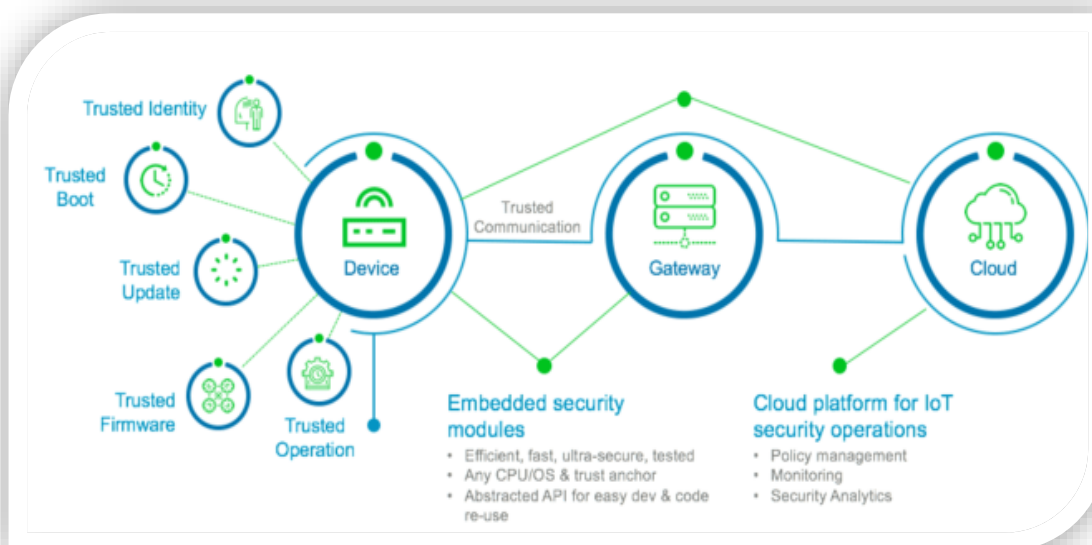 Trusted Identity
Trusted
Boot
Trusted
Update
Trusted
Firmware
Trusted
Operation
Device
Trusted
Communication
Gateway
Cloud
Embedded security
modules
• Efficient, fast, ultra-secure, tested
• Any CPU/OS & trust anchor
• Abstracted API for easy dev & code
re-use
Cloud platform for IoT
security operations
• Policy management
• Monitoring
• Security Analytics